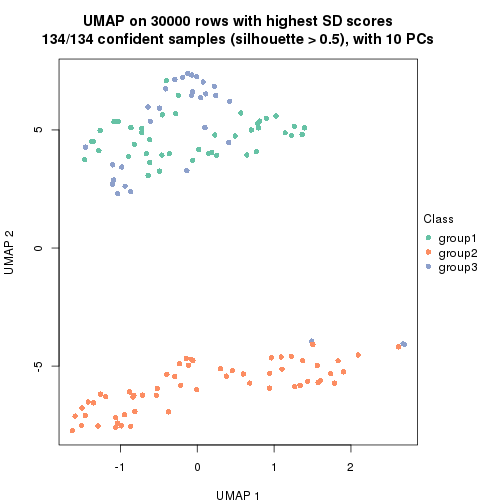 UMAP on 30000 rows with highest SD scores
134/134 confident samples (silhouette > 0.5), with 10 PCs
5
0
-5
UMAP 2
-1
0
1
2
UMAP 1
Class
group1
group2
group3